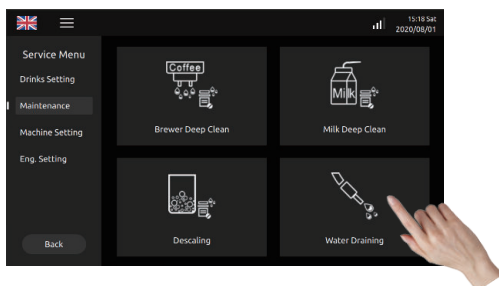 15:18 Sat
2020/08/01
Service Menu
Drinks Setting
Maintenance
Machine Setting
Eng. Setting
Back
Coffee
Brewer Deep Clean
Milk
Milk Deep Clean
Descaling
Water Draining